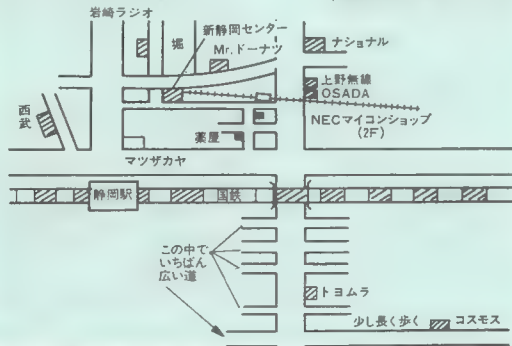 岩崎ラジオ
新静岡センター
堀
Mr.ドーナツ
ナショナル
上野無線
OSADA
西武
NECマイコンショップ
(2F)
薬屋
マツザカヤ
静岡駅
国鉄
この中で
いちばん
広い道
トヨムラ
少し長く歩く
コスモス